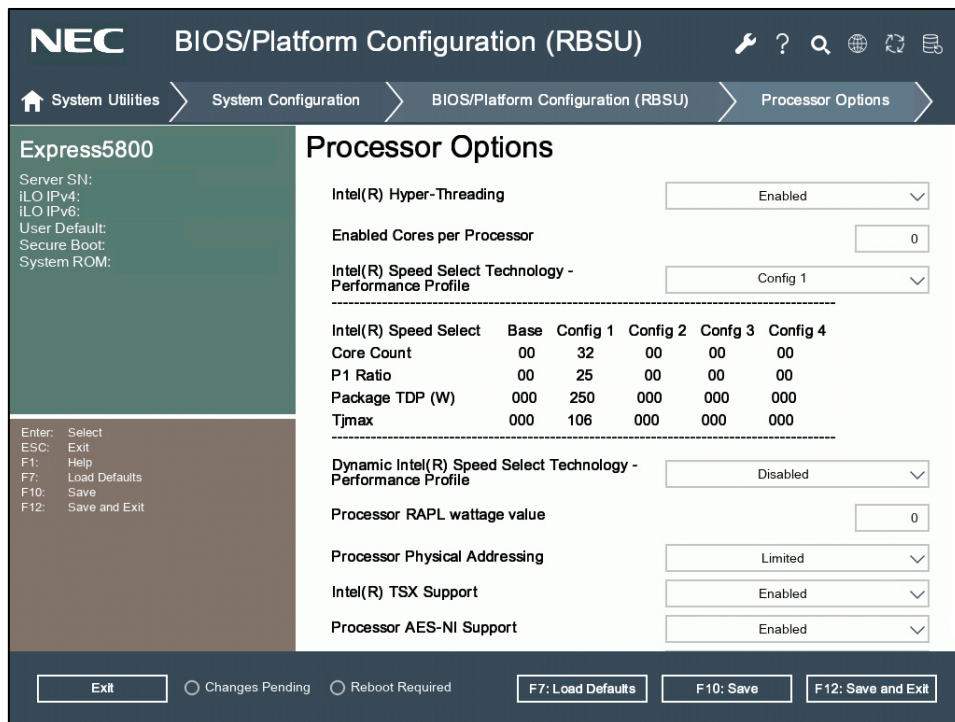 NEC BIOS/Platform Configuration (RBSU)
System Utilities System Configuration BIOS/Platform Configuration (RBSU) Processor Options
Express5800
Server SN:
iLO IPv4:
iLO IPv6:
User Default:
Secure Boot:
System ROM:
Enter: Select
ESC: Exit
F1: Help
F7: Load Defaults
F10: Save
F12: Save and Exit
Processor Options
Intel(R) Hyper-Threading Enabled
Enabled Cores per Processor 0
Intel(R) Speed Select Technology -
Performance Profile Config 1
Intel(R) Speed Select Base Config 1 Config 2 Confg 3 Config 4
Core Count 00 32 00 00 00
P1 Ratio 00 25 00 00 00
Package TDP (W) 000 250 000 000 000
Tjmax 000 106 000 000 000
Dynamic Intel(R) Speed Select Technology -
Performance Profile Disabled
Processor RAPL wattage value 0
Processor Physical Addressing Limited
Intel(R) TSX Support Enabled
Processor AES-NI Support Enabled
Exit Changes Pending Reboot Required F7: Load Defaults F10: Save F12: Save and Exit